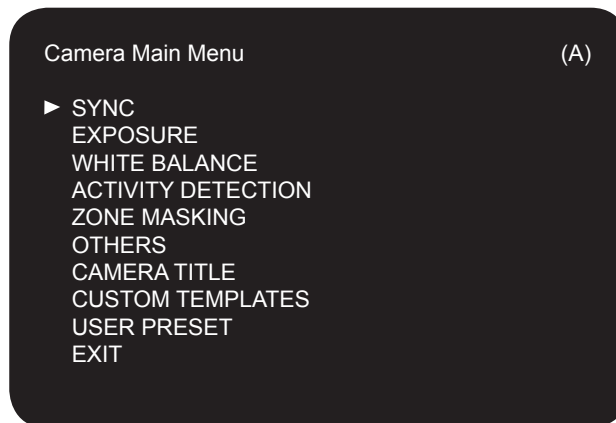 Camera Main Menu (A)
► SYNC
EXPOSURE
WHITE BALANCE
ACTIVITY DETECTION
ZONE MASKING
OTHERS
CAMERA TITLE
CUSTOM TEMPLATES
USER PRESET
EXIT